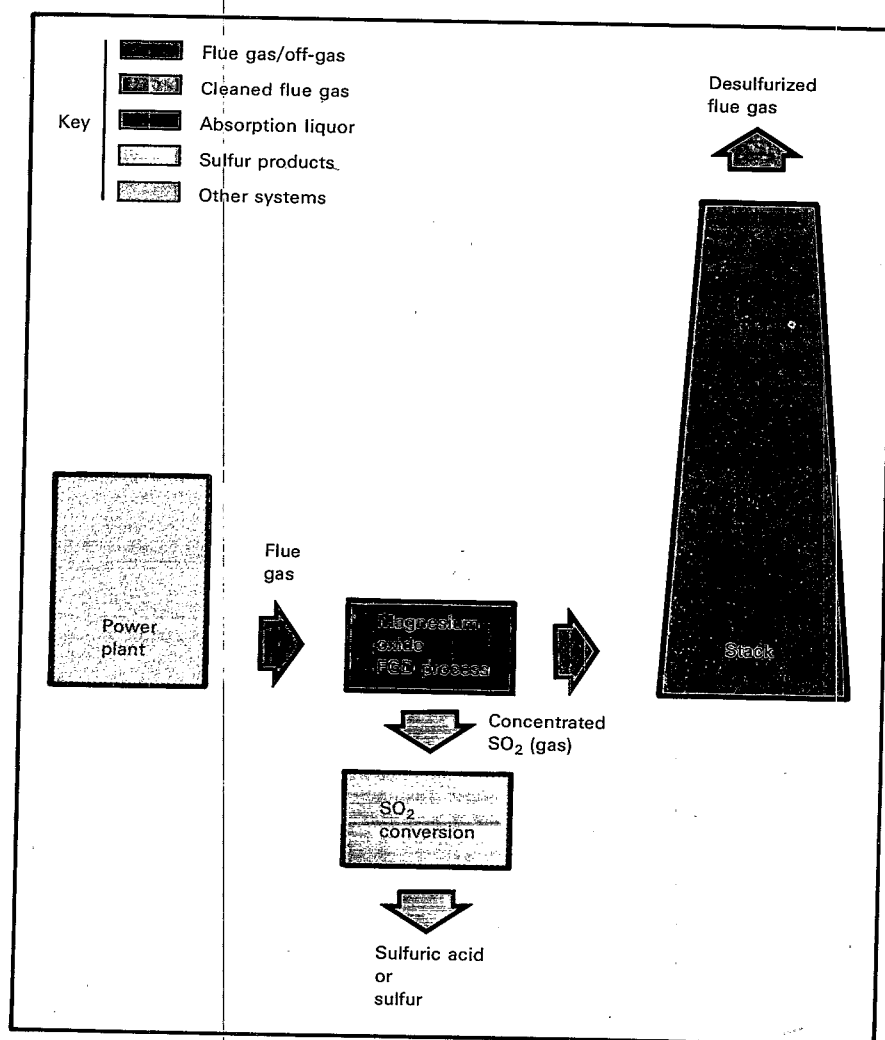 Key
Flue gas/off-gas
Cleaned flue gas
Absorption liquor
Sulfur products
Other systems
Desulfurized
flue gas
Power
plant
Flue
gas
Magnesium
oxide
FGD process
Stack
Concentrated
SO₂ (gas)
SO₂
conversion
Sulfuric acid
or
sulfur